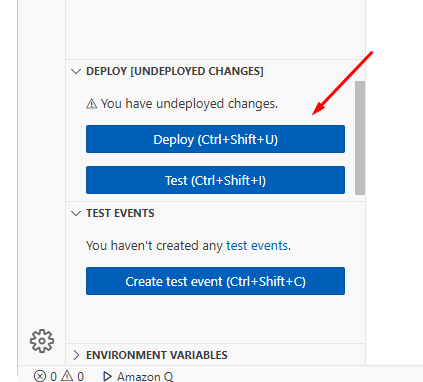 DEPLOY [UNDEPLOYED CHANGES]
⚠ You have undeployed changes.
Deploy (Ctrl+Shift+U)
Test (Ctrl+Shift+I)
TEST EVENTS
You haven't created any test events.
Create test event (Ctrl+Shift+C)
ENVIRONMENT VARIABLES
0 0 Amazon Q